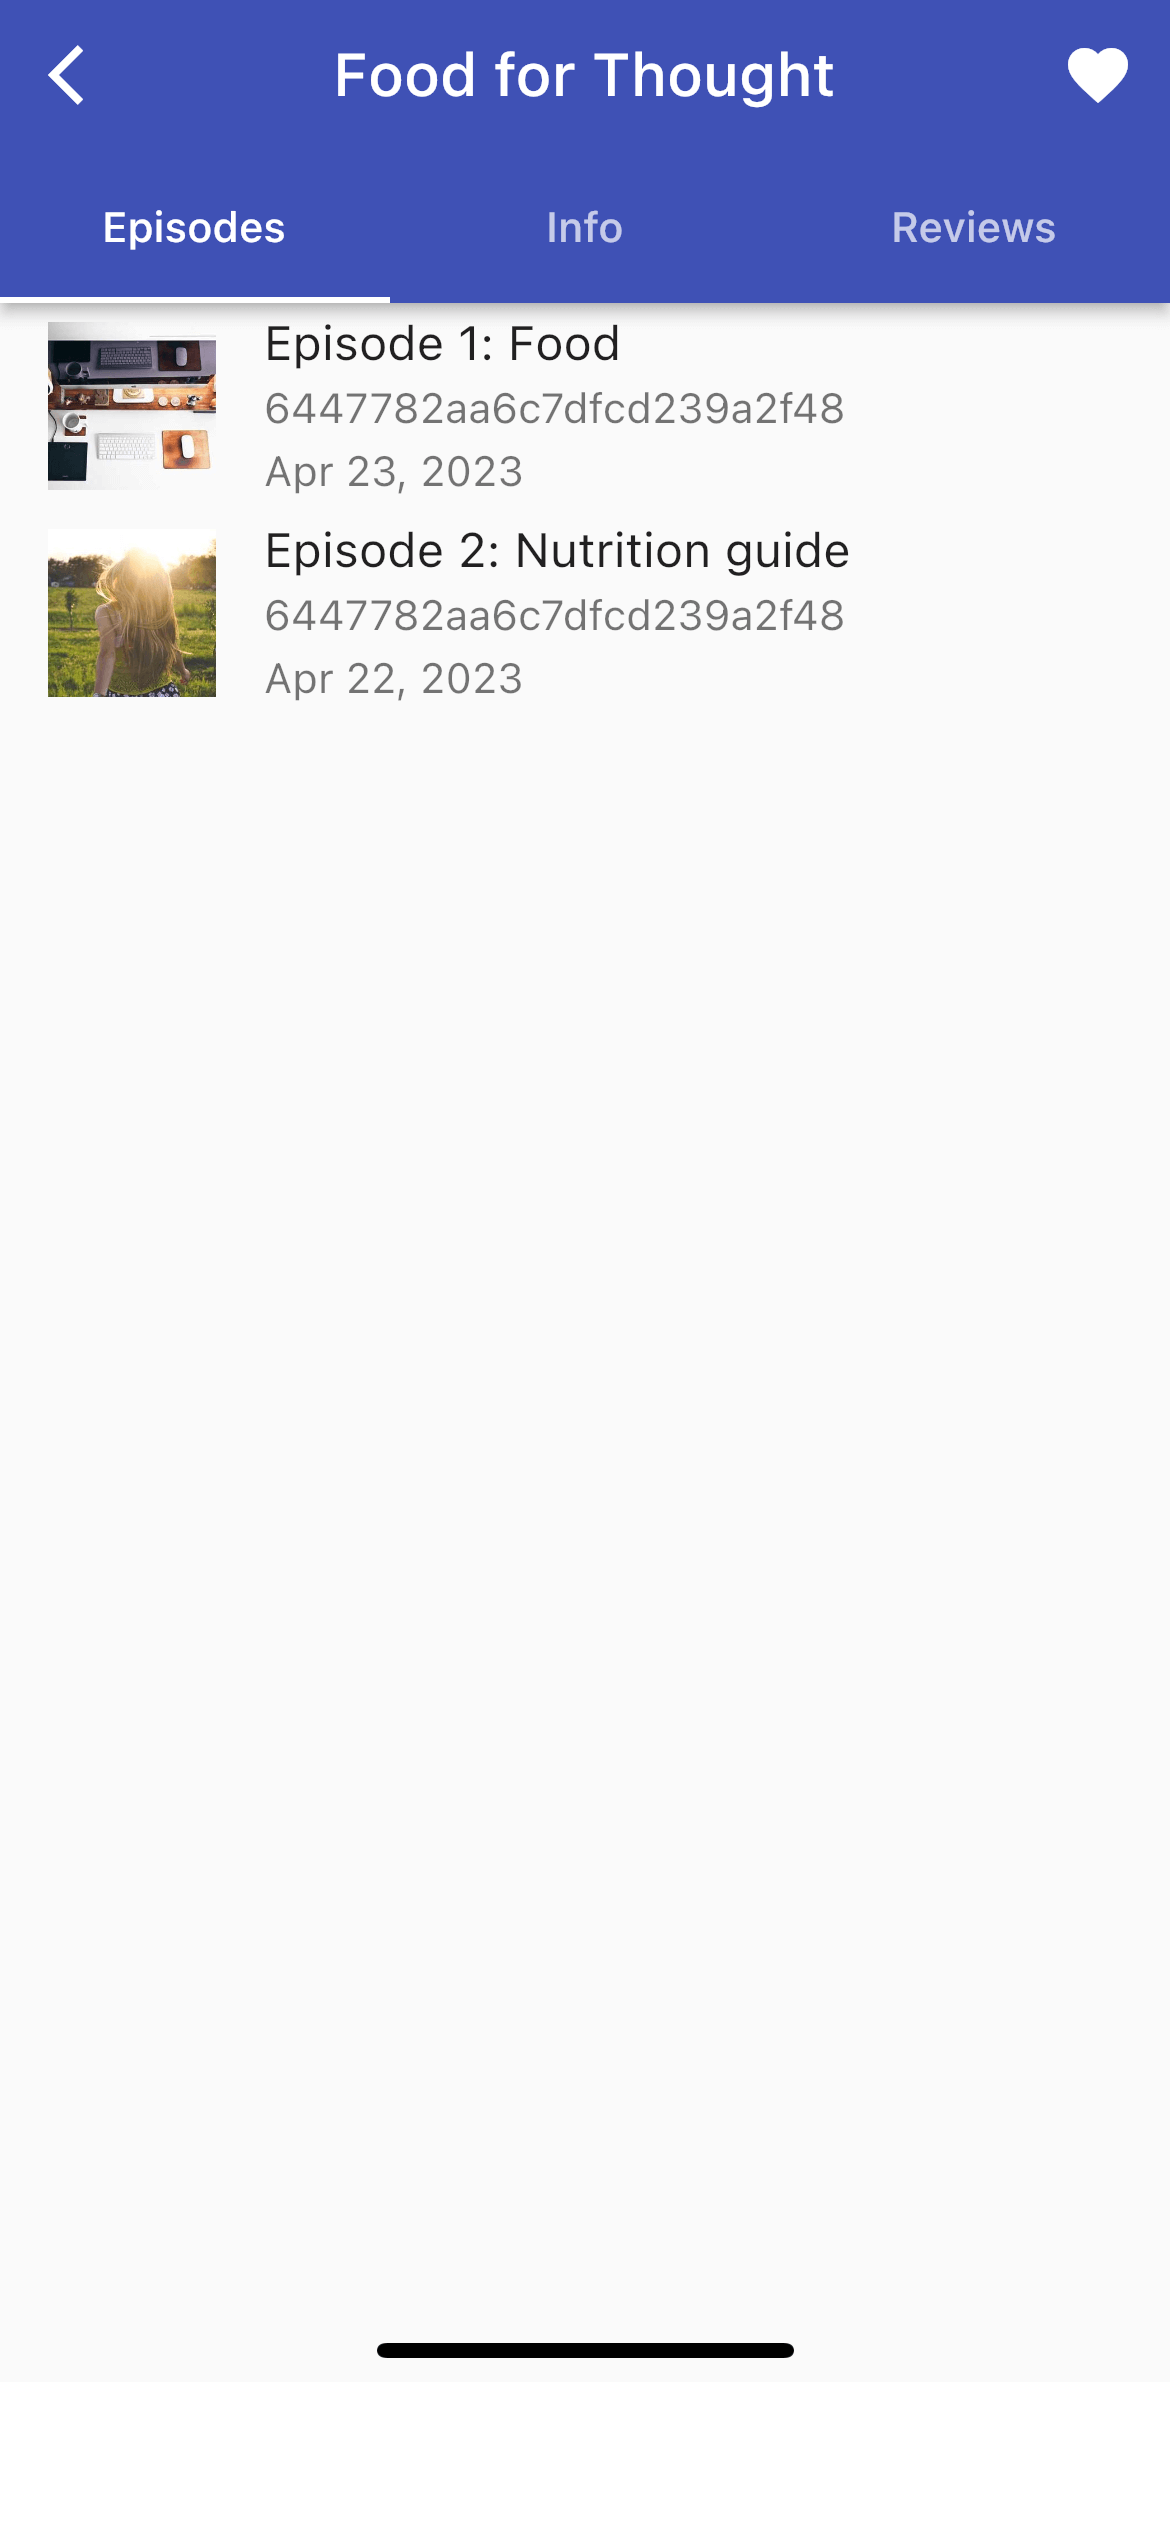 Food for Thought
Episodes
Info
Reviews
Episode 1: Food
6447782aa6c7dfcd239a2f48
Apr 23, 2023
Episode 2: Nutrition guide
6447782aa6c7dfcd239a2f48
Apr 22, 2023